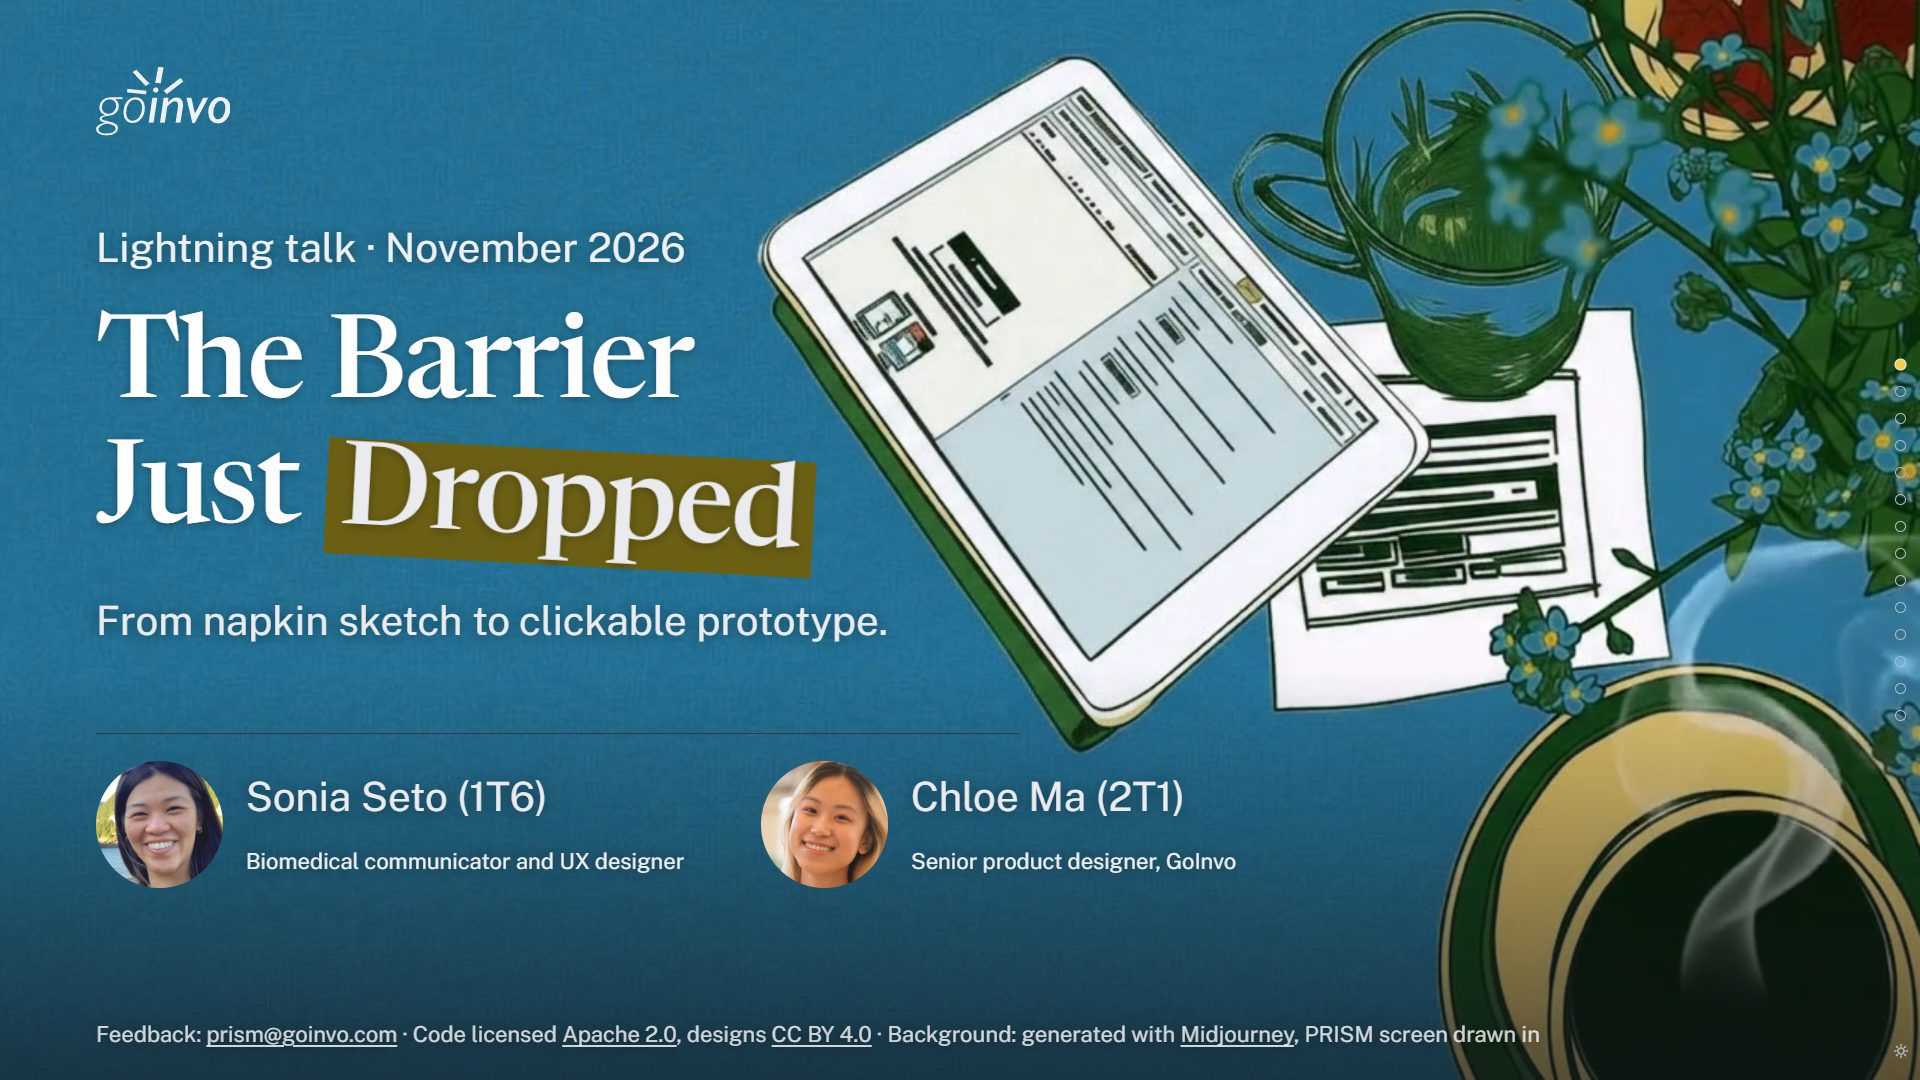 goinvo
Lightning talk · November 2026
The Barrier
Just Dropped
From napkin sketch to clickable prototype.
Sonia Seto (1T6)
Biomedical communicator and UX designer
Chloe Ma (2T1)
Senior product designer, GoInvo
Feedback: prism@goinvo.com · Code licensed Apache 2.0, designs CC BY 4.0 · Background: generated with Midjourney, PRISM screen drawn in